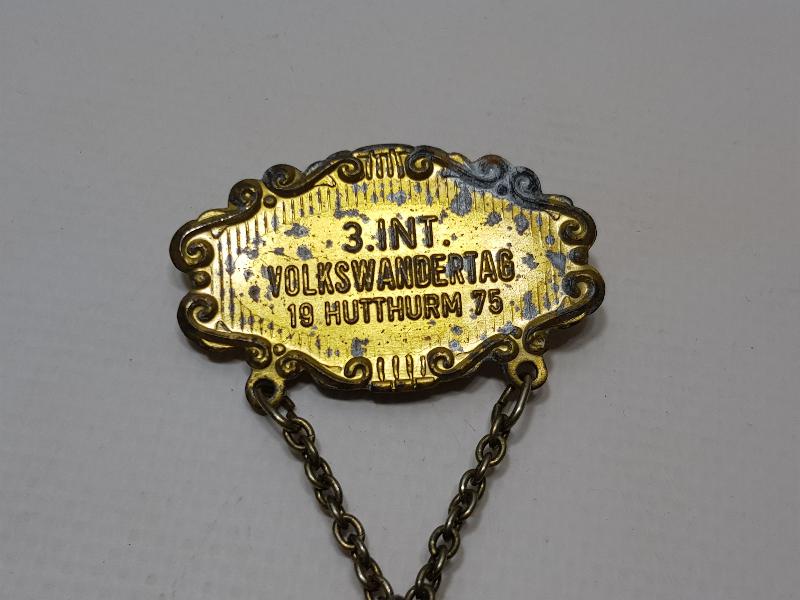 3.INT.
VOLKSWANDERTAG
19 HUTTHURM 75